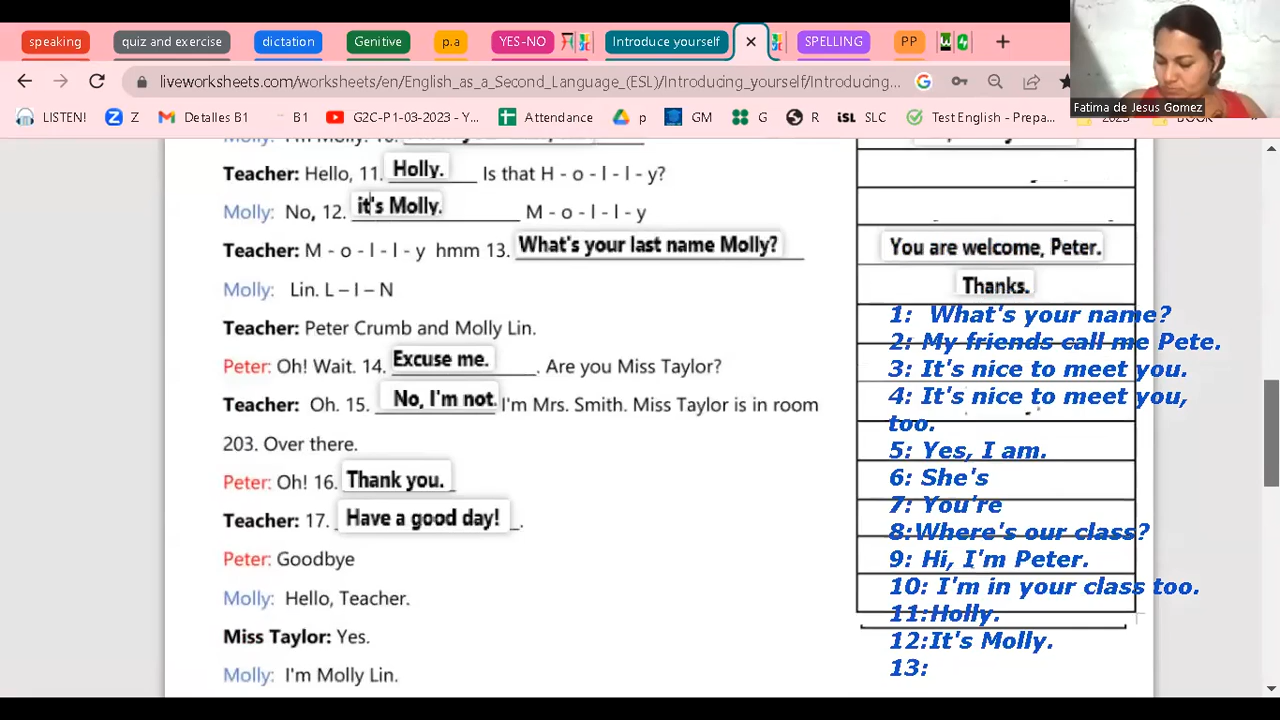 speaking
quiz and exercise
dictation
Genitive
p.a
YES-NO
Introduce yourself
SPELLING
PP
liveworksheets.com/worksheets/en/English_as_a_Second_Language_(ESL)/Introducing_yourself/Introducing...
Fatima de Jesus Gomez
LISTEN!
Z
Detalles B1
B1
G2C-P1-03-2023 - Y...
Attendance
p
GM
G
R
iSL SLC
Test English - Prepa...
Teacher: Hello, 11. Holly. Is that H - o - l - l - y?
Molly: No, 12. it's Molly. M - o - l - l - y
Teacher: M - o - l - l - y hmm 13. What's your last name Molly?
Molly: Lin. L – I – N
Teacher: Peter Crumb and Molly Lin.
Peter: Oh! Wait. 14. Excuse me. . Are you Miss Taylor?
Teacher: Oh. 15. No, I'm not. I'm Mrs. Smith. Miss Taylor is in room
203. Over there.
Peter: Oh! 16. Thank you.
Teacher: 17. Have a good day! .
Peter: Goodbye
Molly: Hello, Teacher.
Miss Taylor: Yes.
Molly: I'm Molly Lin.
You are welcome, Peter.
Thanks.
1: What's your name?
2: My friends call me Pete.
3: It's nice to meet you.
4: It's nice to meet you,
too.
5: Yes, I am.
6: She's
7: You're
8:Where's our class?
9: Hi, I'm Peter.
10: I'm in your class too.
11:Holly.
12:It's Molly.
13: